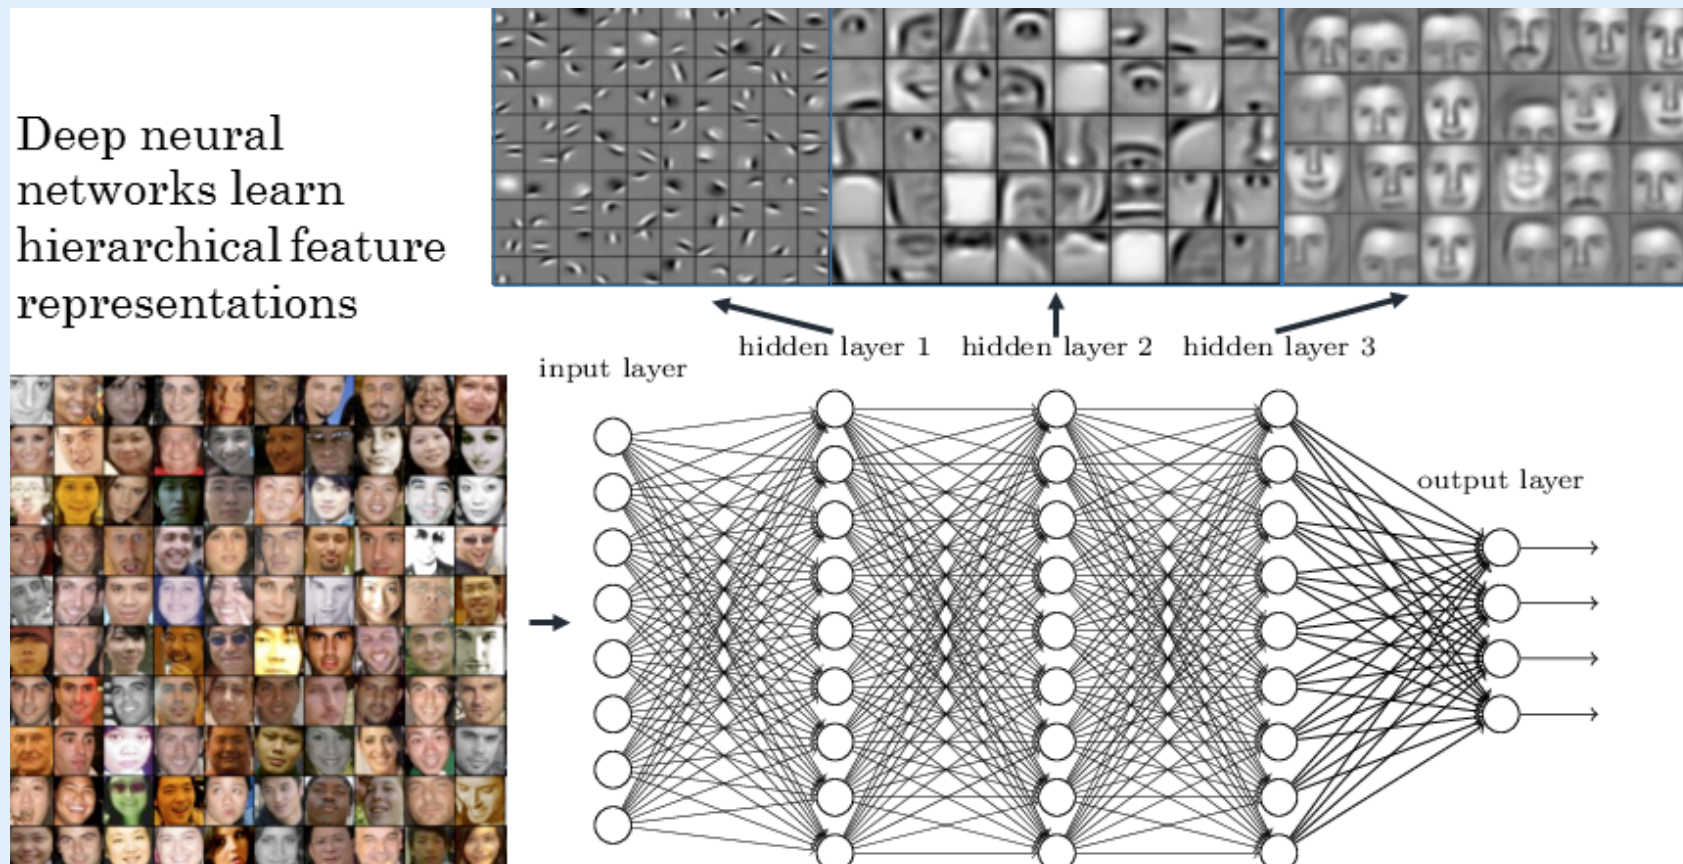 Deep neural
networks learn
hierarchical feature
representations
hidden layer 1 hidden layer 2 hidden layer 3
input layer
output layer